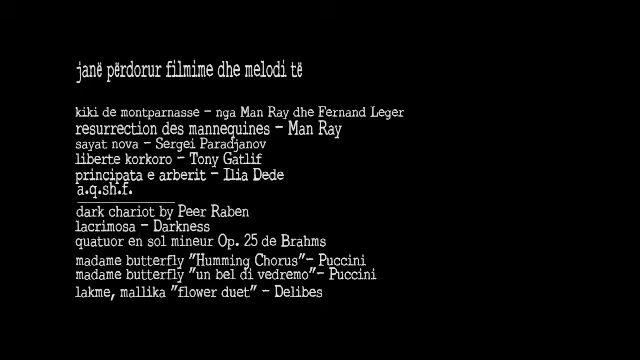 janë përdorur filmime dhe melodi të
kiki de montparnasse - nga Man Ray dhe Fernand Leger
resurrection des mannequines - Man Ray
sayat nova - Sergei Paradjanov
liberte korkoro - Tony Gatlif
principata e arberit - Ilia Dede
a.q.sh.f.
dark chariot by Peer Raben
lacrimosa - Darkness
quatuor en sol mineur Op. 25 de Brahms
madame butterfly "Humming Chorus"- Puccini
madame butterfly "un bel di vedremo"- Puccini
lakme, mallika "flower duet" - Delibes